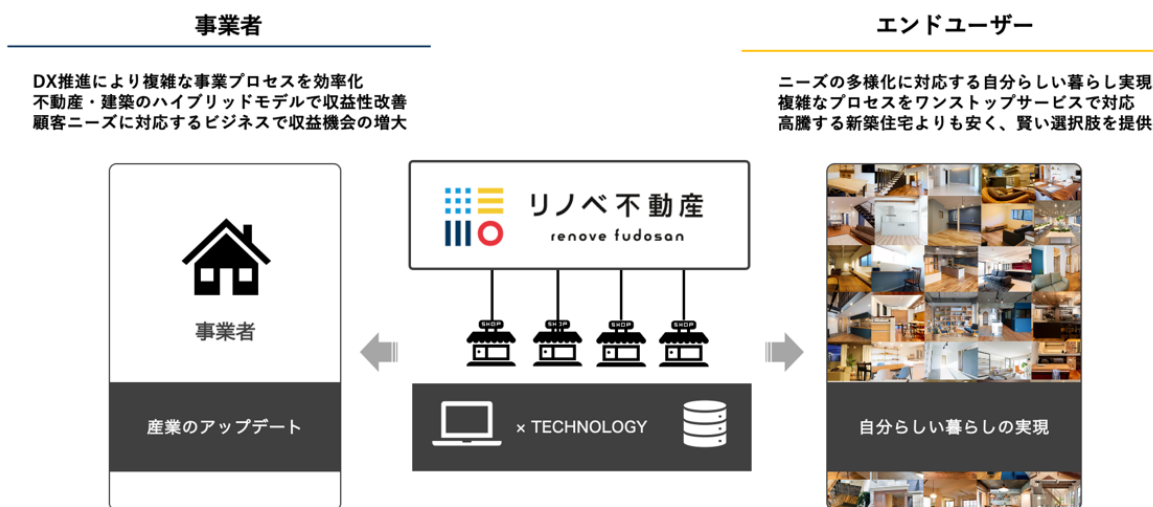 事業者
エンドユーザー
DX推進により複雑な事業プロセスを効率化
不動産・建築のハイブリッドモデルで収益性改善
顧客ニーズに対応するビジネスで収益機会の増大
ニーズの多様化に対応する自分らしい暮らし実現
複雑なプロセスをワンストップサービスで対応
高騰する新築住宅よりも安く、賢い選択肢を提供
事業者
産業のアップデート
リノベ不動産
renove fudosan
SHOP
SHOP
SHOP
SHOP
× TECHNOLOGY
自分らしい暮らしの実現